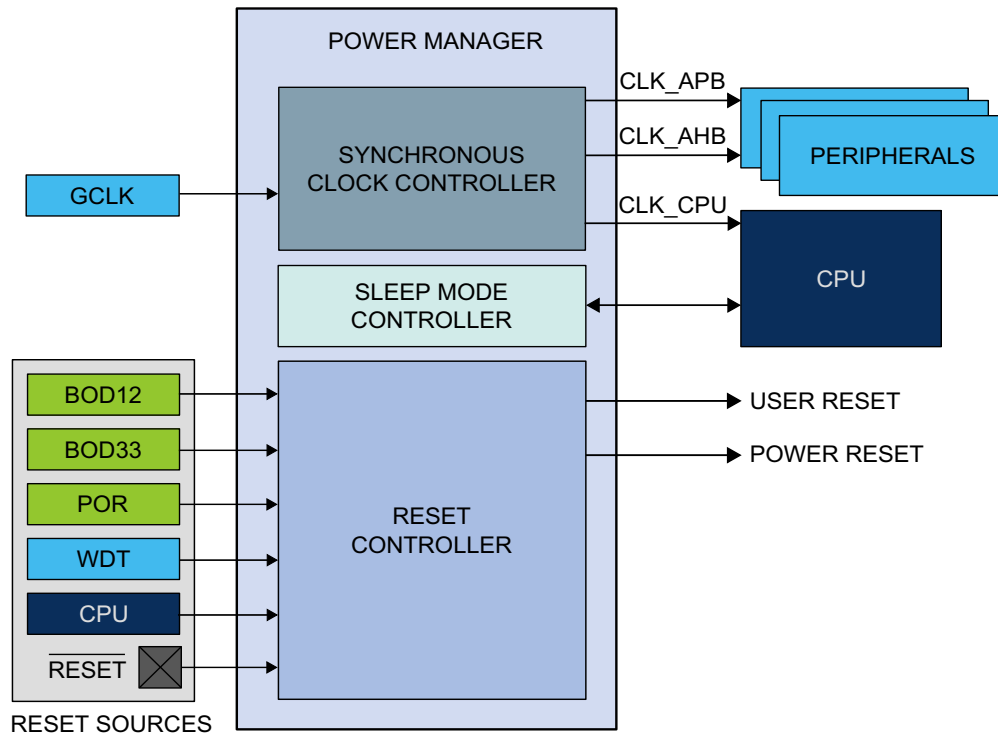 POWER MANAGER
CLK_APB
SYNCHRONOUS
CLOCK CONTROLLER
CLK_AHB
PERIPHERALS
GCLK
CLK_CPU
CPU
SLEEP MODE
CONTROLLER
BOD12
USER RESET
BOD33
POWER RESET
POR
RESET
CONTROLLER
WDT
CPU
RESET
RESET SOURCES